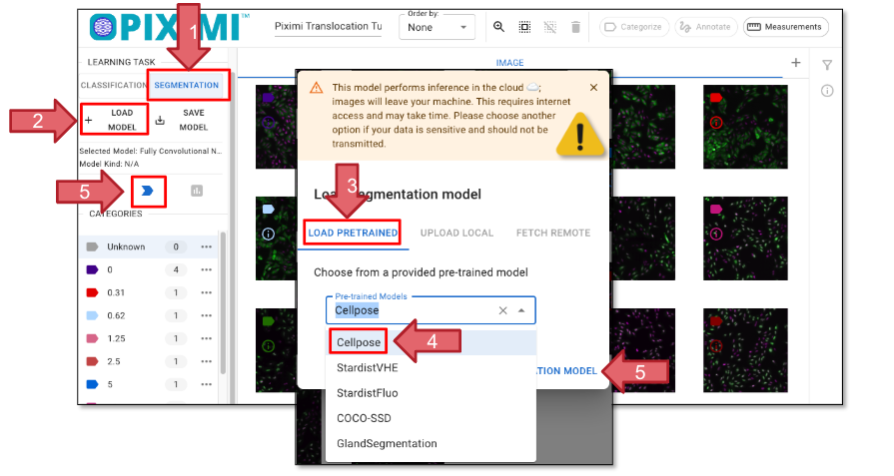 PIXIMI™
Piximi Translocation Tu
Order by:
None
Categorize
Annotate
Measurements
1
LEARNING TASK
CLASSIFICATION
SEGMENTATION
2
LOAD
MODEL
SAVE
MODEL
Selected Model: Fully Convolutional N...
Model Kind: N/A
5
CATEGORIES
Unknown 0
0 4
0.31 1
0.62 1
1.25 1
2.5 1
5 1
IMAGE
This model performs inference in the cloud ☁;
images will leave your machine. This requires internet
access and may take time. Please choose another
option if your data is sensitive and should not be
transmitted.
3
segmentation model
LOAD PRETRAINED
UPLOAD LOCAL
FETCH REMOTE
Choose from a provided pre-trained model
Pre-trained Models
Cellpose
Cellpose
4
StardistVHE
StardistFluo
COCO-SSD
GlandSegmentation
TION MODEL
5